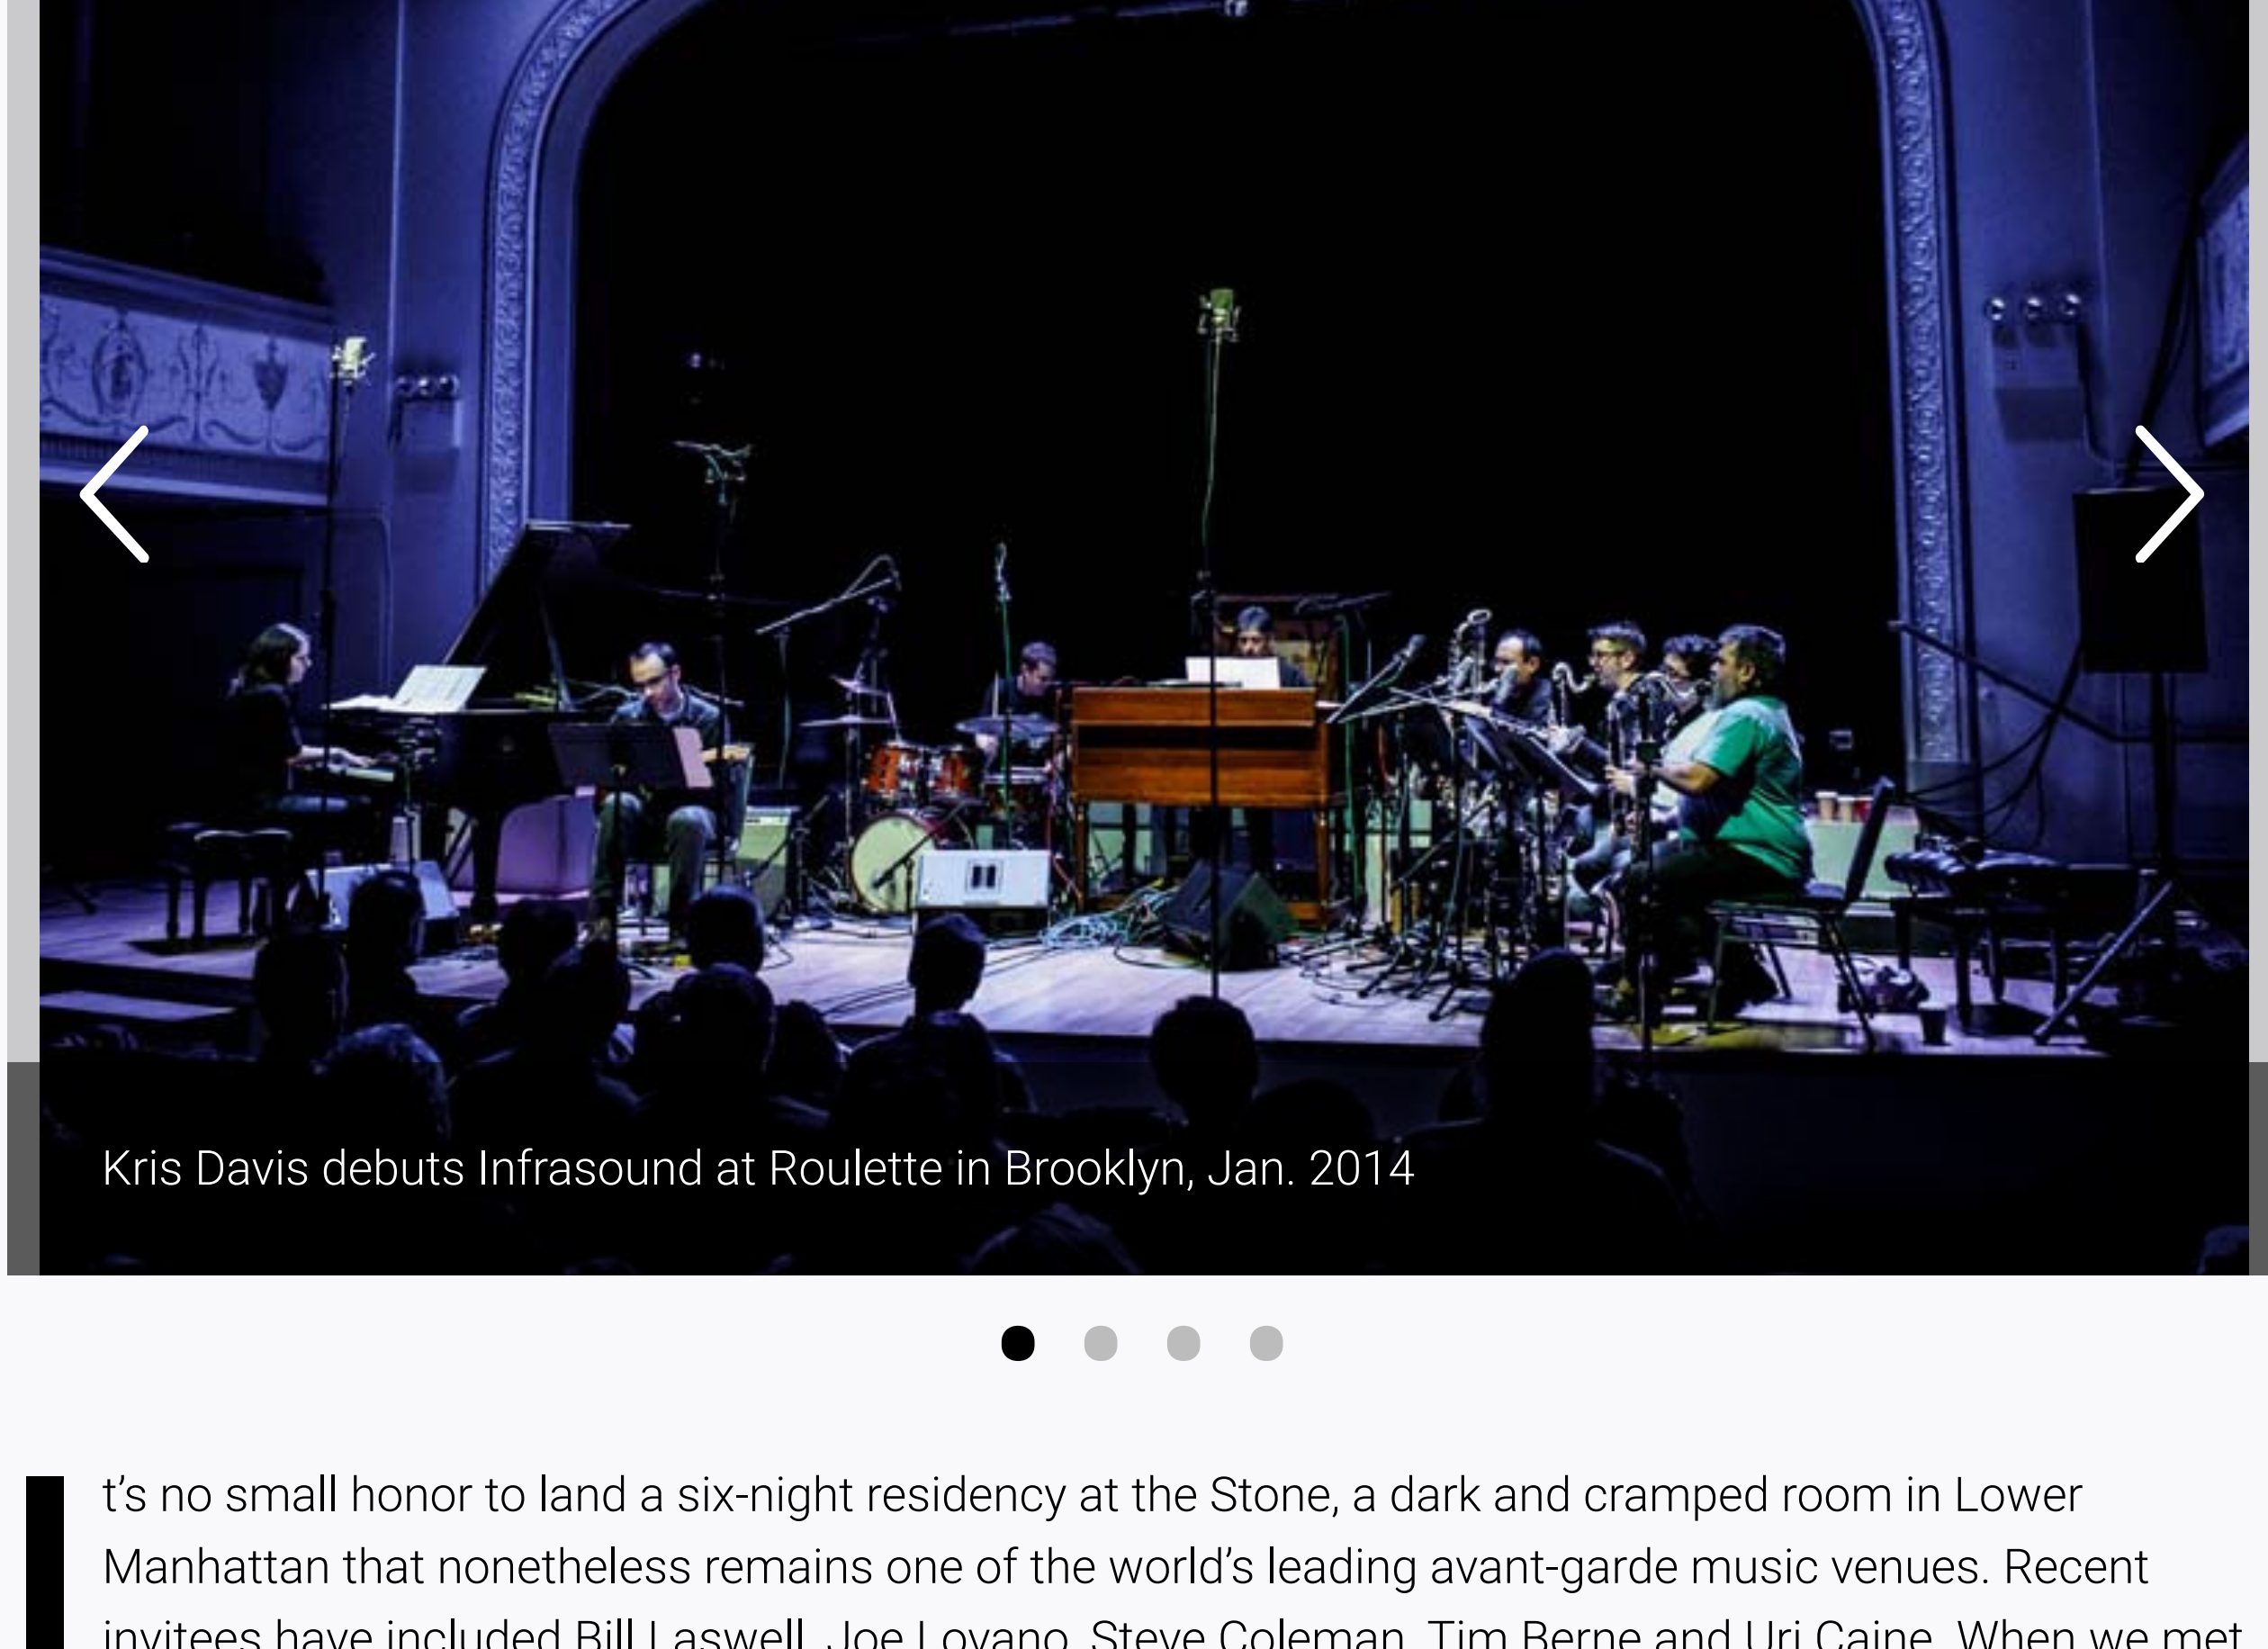 Kris Davis debuts Infrasound at Roulette in Brooklyn, Jan. 2014
It’s no small honor to land a six-night residency at the Stone, a dark and cramped room in Lower
Manhattan that nonetheless remains one of the world’s leading avant-garde music venues. Recent
invitees have included Bill Laswell, Joe Lovano, Steve Coleman, Tim Berne and Uri Caine. When we met